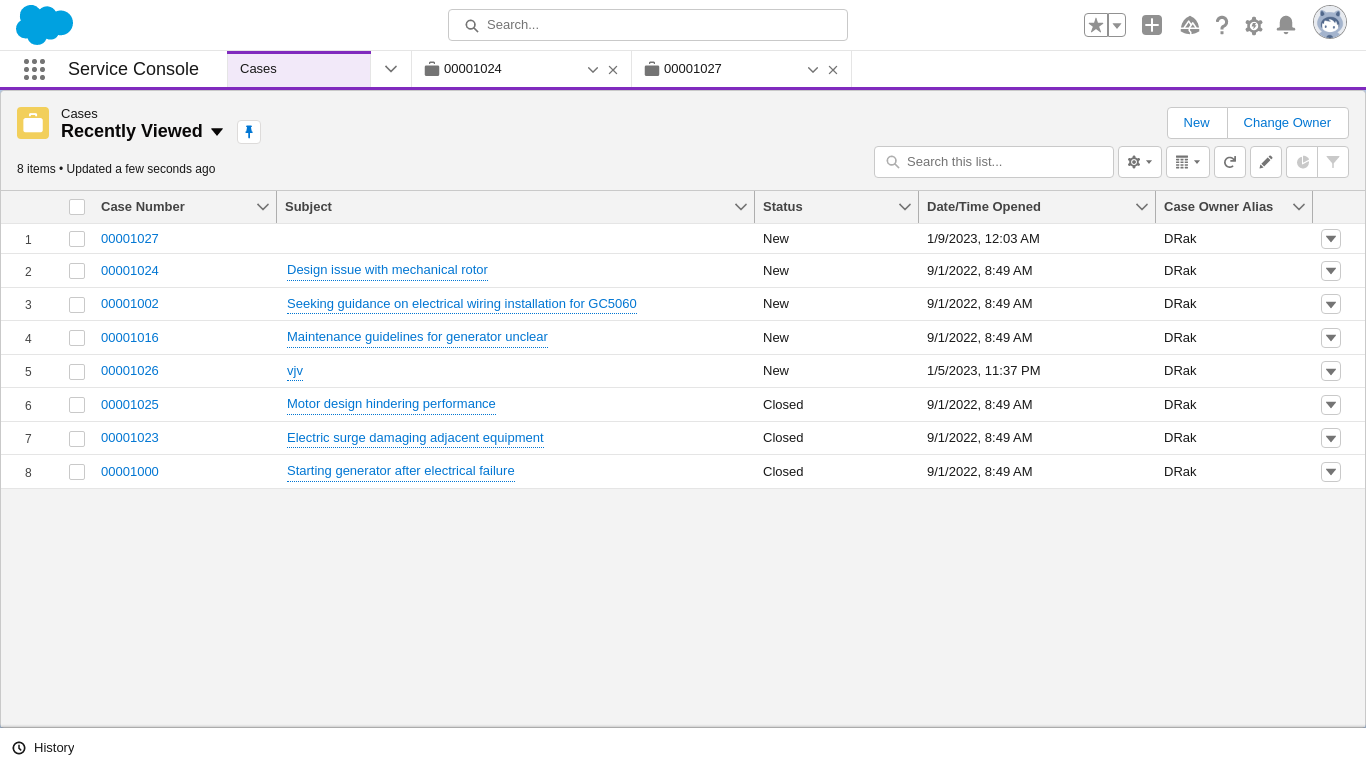 Search...
Service Console
Cases
00001024
00001027
Cases
Recently Viewed
New
Change Owner
8 items • Updated a few seconds ago
Search this list...
Case Number Subject Status Date/Time Opened Case Owner Alias
1 00001027 New 1/9/2023, 12:03 AM DRak
2 00001024 Design issue with mechanical rotor New 9/1/2022, 8:49 AM DRak
3 00001002 Seeking guidance on electrical wiring installation for GC5060 New 9/1/2022, 8:49 AM DRak
4 00001016 Maintenance guidelines for generator unclear New 9/1/2022, 8:49 AM DRak
5 00001026 vjv New 1/5/2023, 11:37 PM DRak
6 00001025 Motor design hindering performance Closed 9/1/2022, 8:49 AM DRak
7 00001023 Electric surge damaging adjacent equipment Closed 9/1/2022, 8:49 AM DRak
8 00001000 Starting generator after electrical failure Closed 9/1/2022, 8:49 AM DRak
History